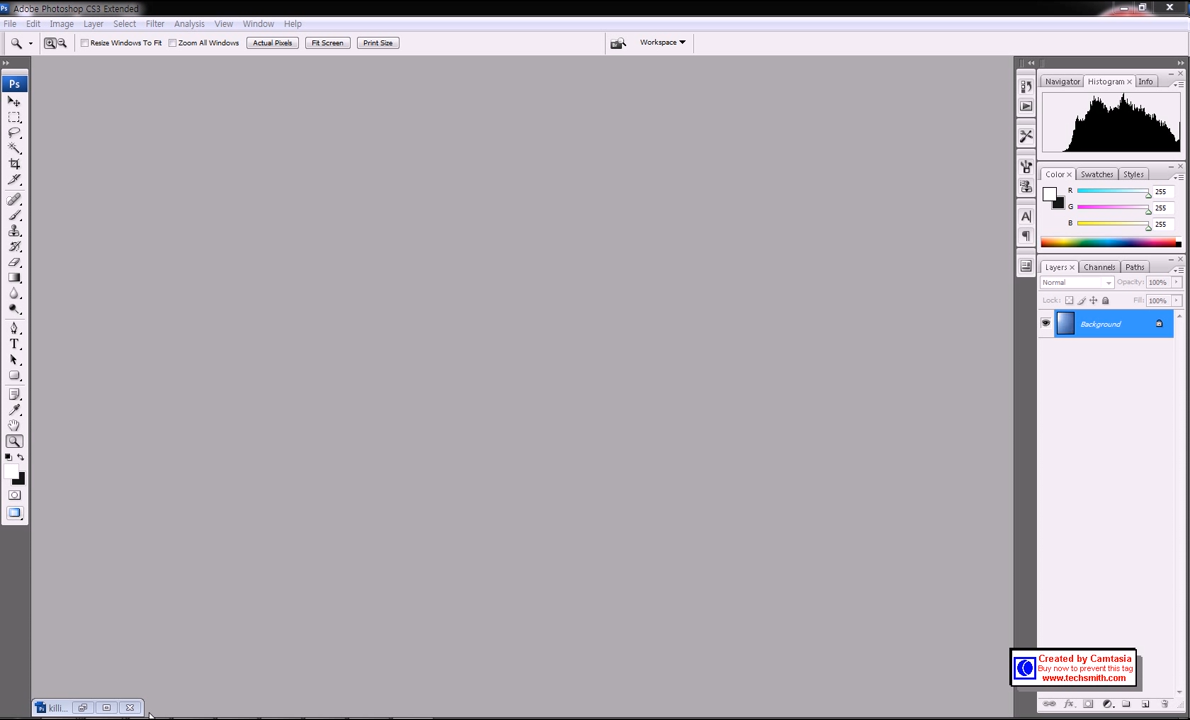 Ps Adobe Photoshop CS3 Extended
File Edit Image Layer Select Filter Analysis View Window Help
Resize Windows To Fit Zoom All Windows Actual Pixels Fit Screen Print Size Workspace
Ps
Navigator Histogram x Info
Color x Swatches Styles
R 255
G 255
B 255
Layers x Channels Paths
Normal Opacity: 100%
Lock: Fill: 100%
Background
T
A
Created by Camtasia
Buy now to prevent this tag
www.techsmith.com
killi...
fx